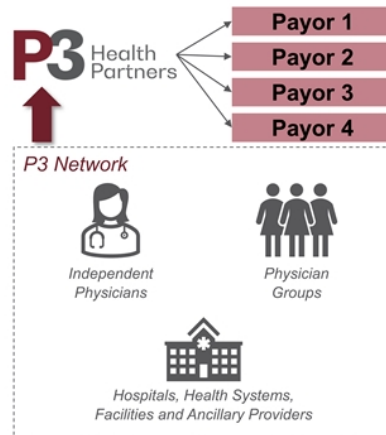 P3 Health
Partners
Payor 1
Payor 2
Payor 3
Payor 4
P3 Network
Independent
Physicians
Physician
Groups
Hospitals, Health Systems,
Facilities and Ancillary Providers